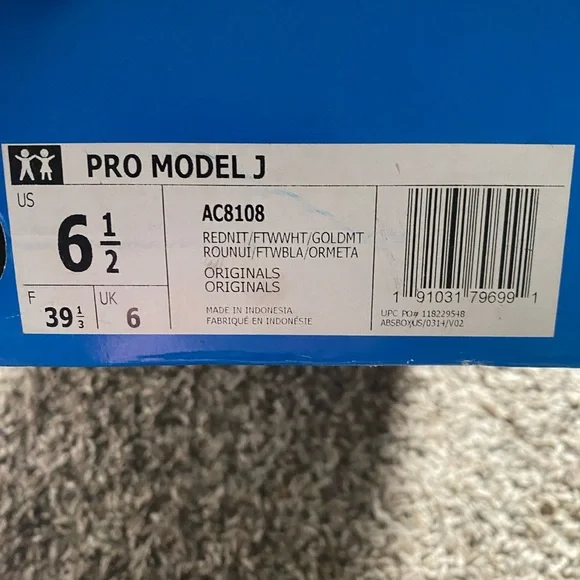 PRO MODEL J
US
6 1/2
F
39 1/3
UK
6
AC8108
REDNIT/FTWWHT/GOLDMT
ROUNUI/FTWBLA/ORMETA
ORIGINALS
ORIGINALS
MADE IN INDONESIA
FABRIQUÉ EN INDONÉSIE
1 91031 79699 1
UPC PO# 118229548
ABSBOX/US/0314/V02